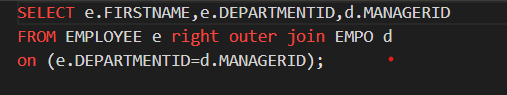 SELECT e.FIRSTNAME,e.DEPARTMENTID,d.MANAGERID
FROM EMPLOYEE e right outer join EMPO d
on (e.DEPARTMENTID=d.MANAGERID);